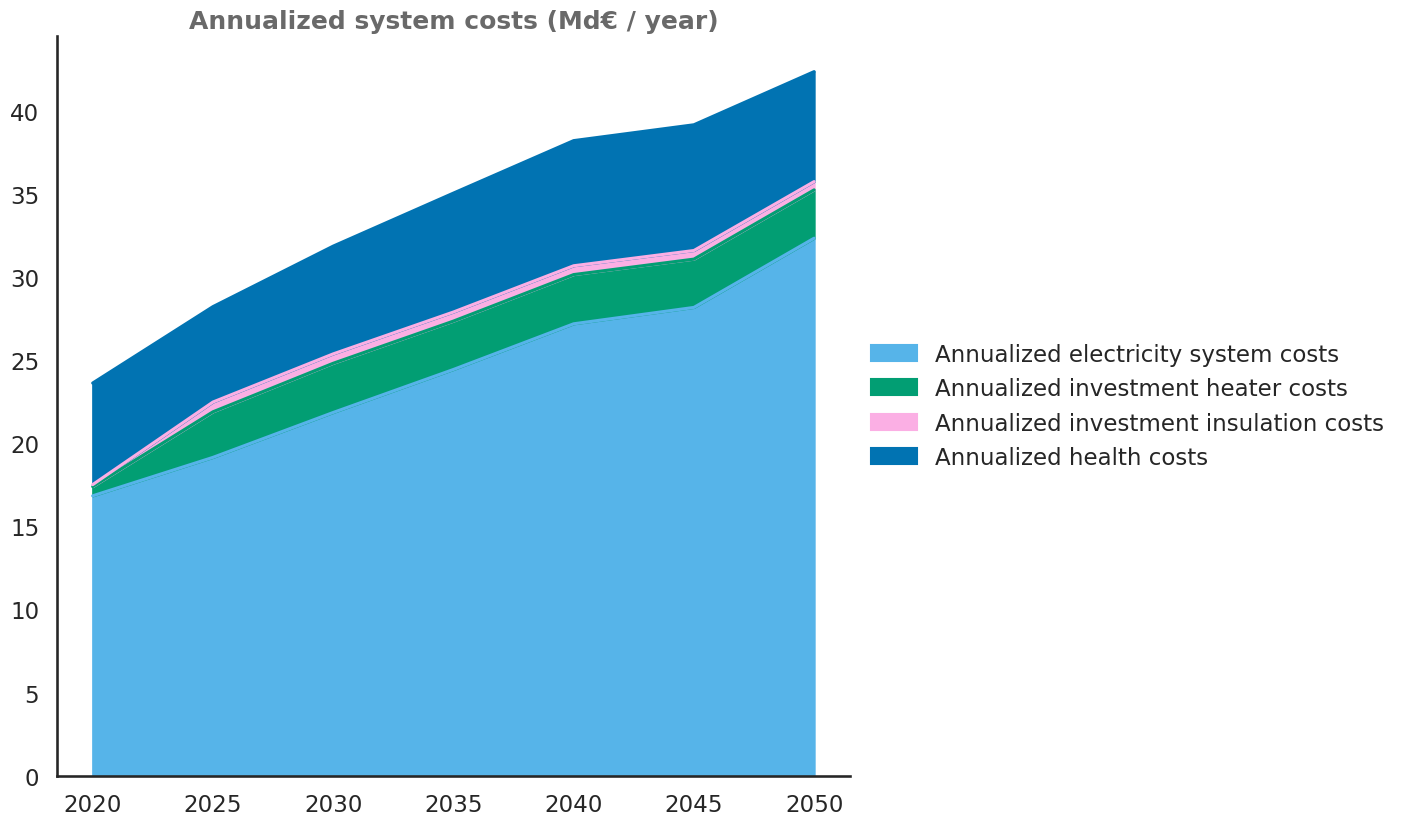 Annualized system costs (Md€ / year)
40
35
30
25
20
15
10
5
0
2020 2025 2030 2035 2040 2045 2050
Annualized electricity system costs
Annualized investment heater costs
Annualized investment insulation costs
Annualized health costs